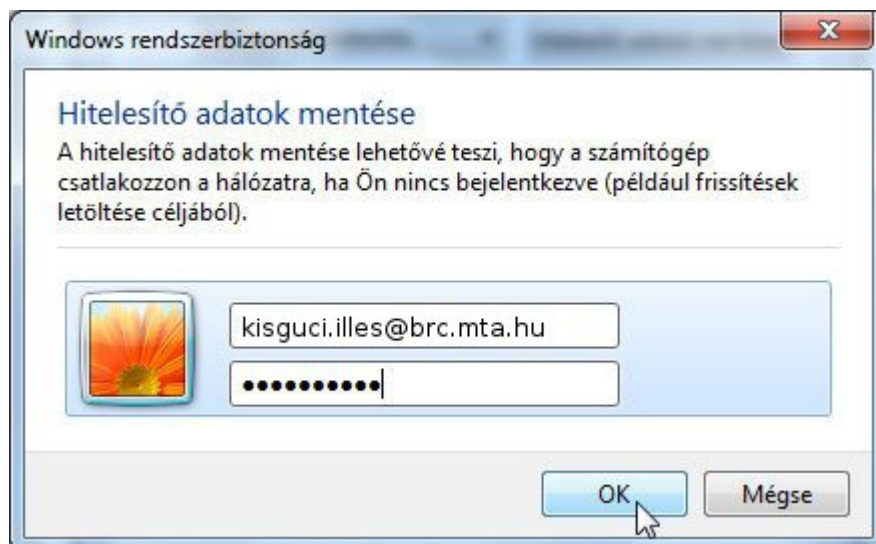 Windows rendszerbiztonság
Hitelesítő adatok mentése
A hitelesítő adatok mentése lehetővé teszi, hogy a számítógép
csatlakozzon a hálózatra, ha Ön nincs bejelentkezve (például frissítések
letöltése céljából).
kisguci.illes@brc.mta.hu
●●●●●●●●●●
OK
Mégse